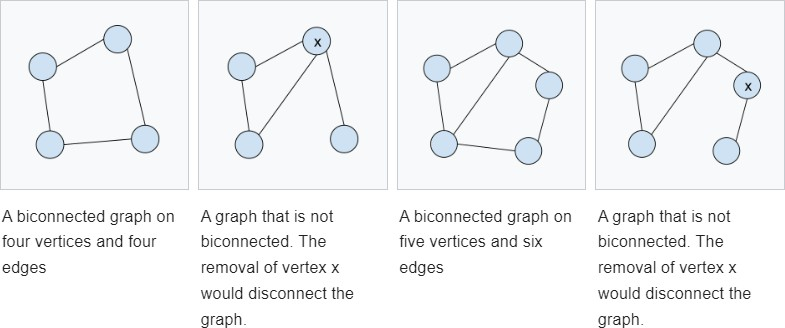 x
x
A biconnected graph on
four vertices and four
edges
A graph that is not
biconnected. The
removal of vertex x
would disconnect the
graph.
A biconnected graph on
five vertices and six
edges
A graph that is not
biconnected. The
removal of vertex x
would disconnect the
graph.